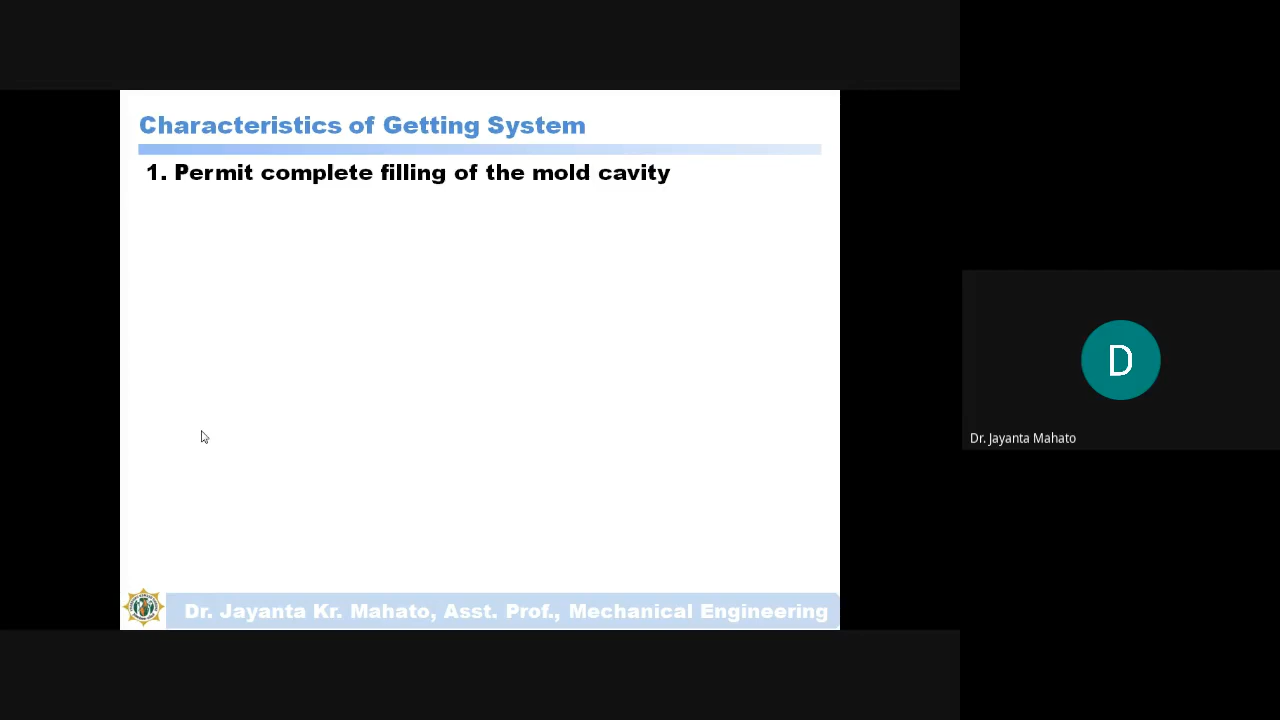 Characteristics of Getting System
1. Permit complete filling of the mold cavity
D
Dr. Jayanta Mahato
Dr. Jayanta Kr. Mahato, Asst. Prof., Mechanical Engineering